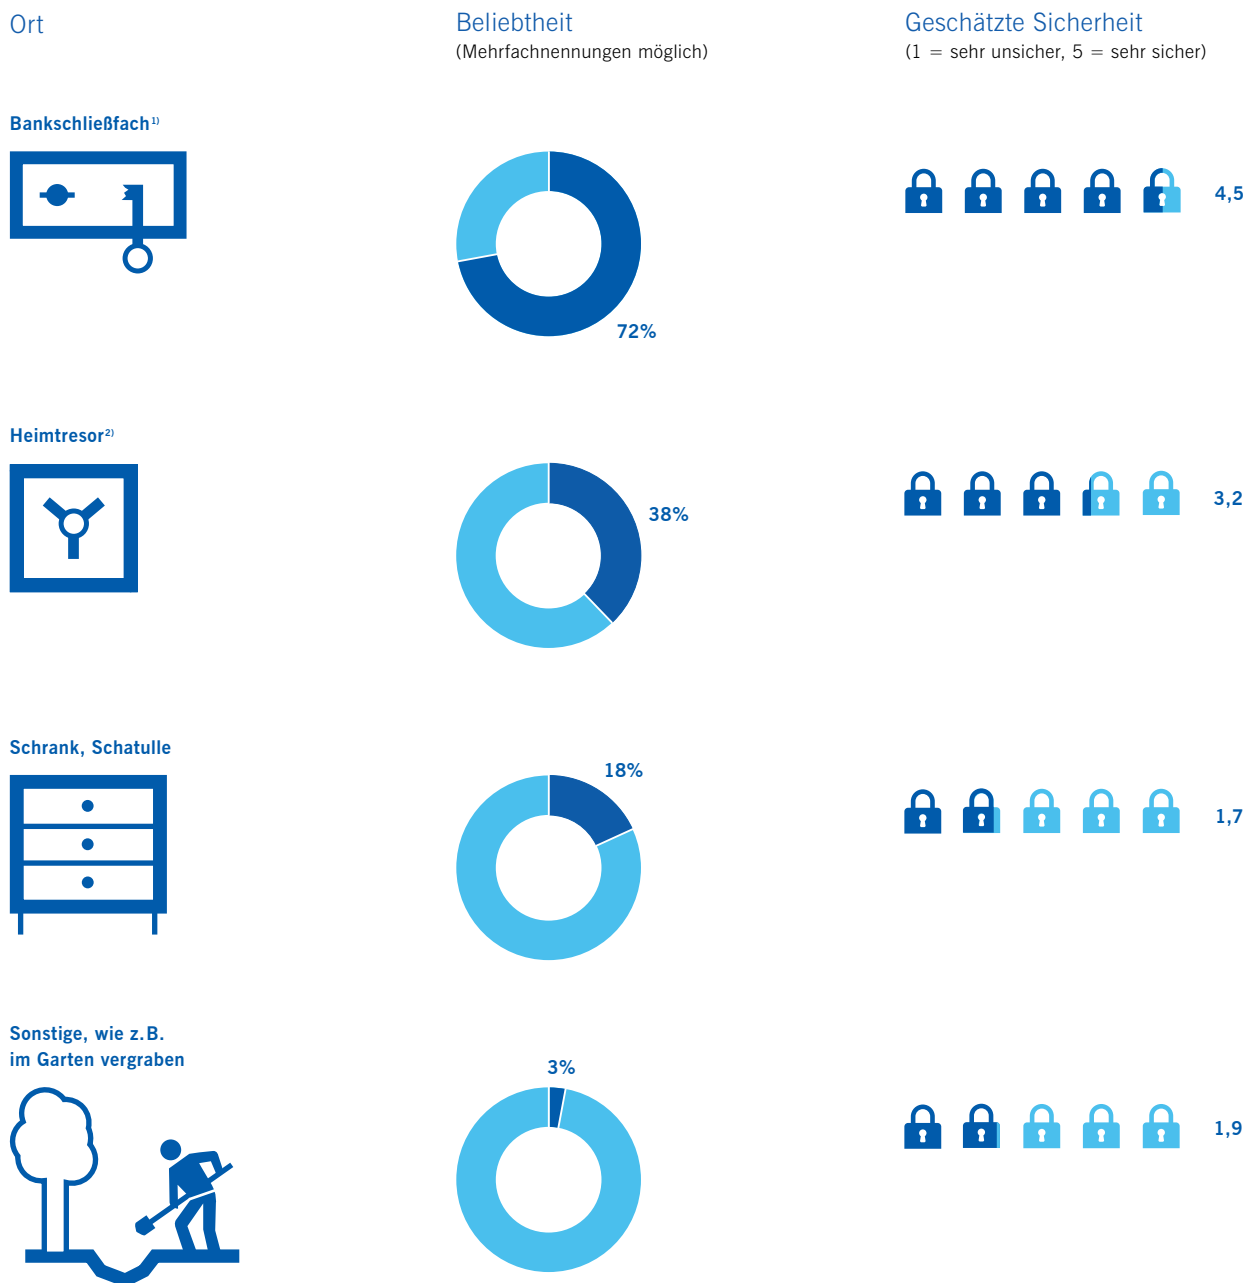 Ort
Beliebtheit
(Mehrfachnennungen möglich)
Geschätzte Sicherheit
(1 = sehr unsicher, 5 = sehr sicher)
Bankschließfach¹⁾
72%
4,5
Heimtresor²⁾
38%
3,2
Schrank, Schatulle
18%
1,7
Sonstige, wie z.B.
im Garten vergraben
3%
1,9